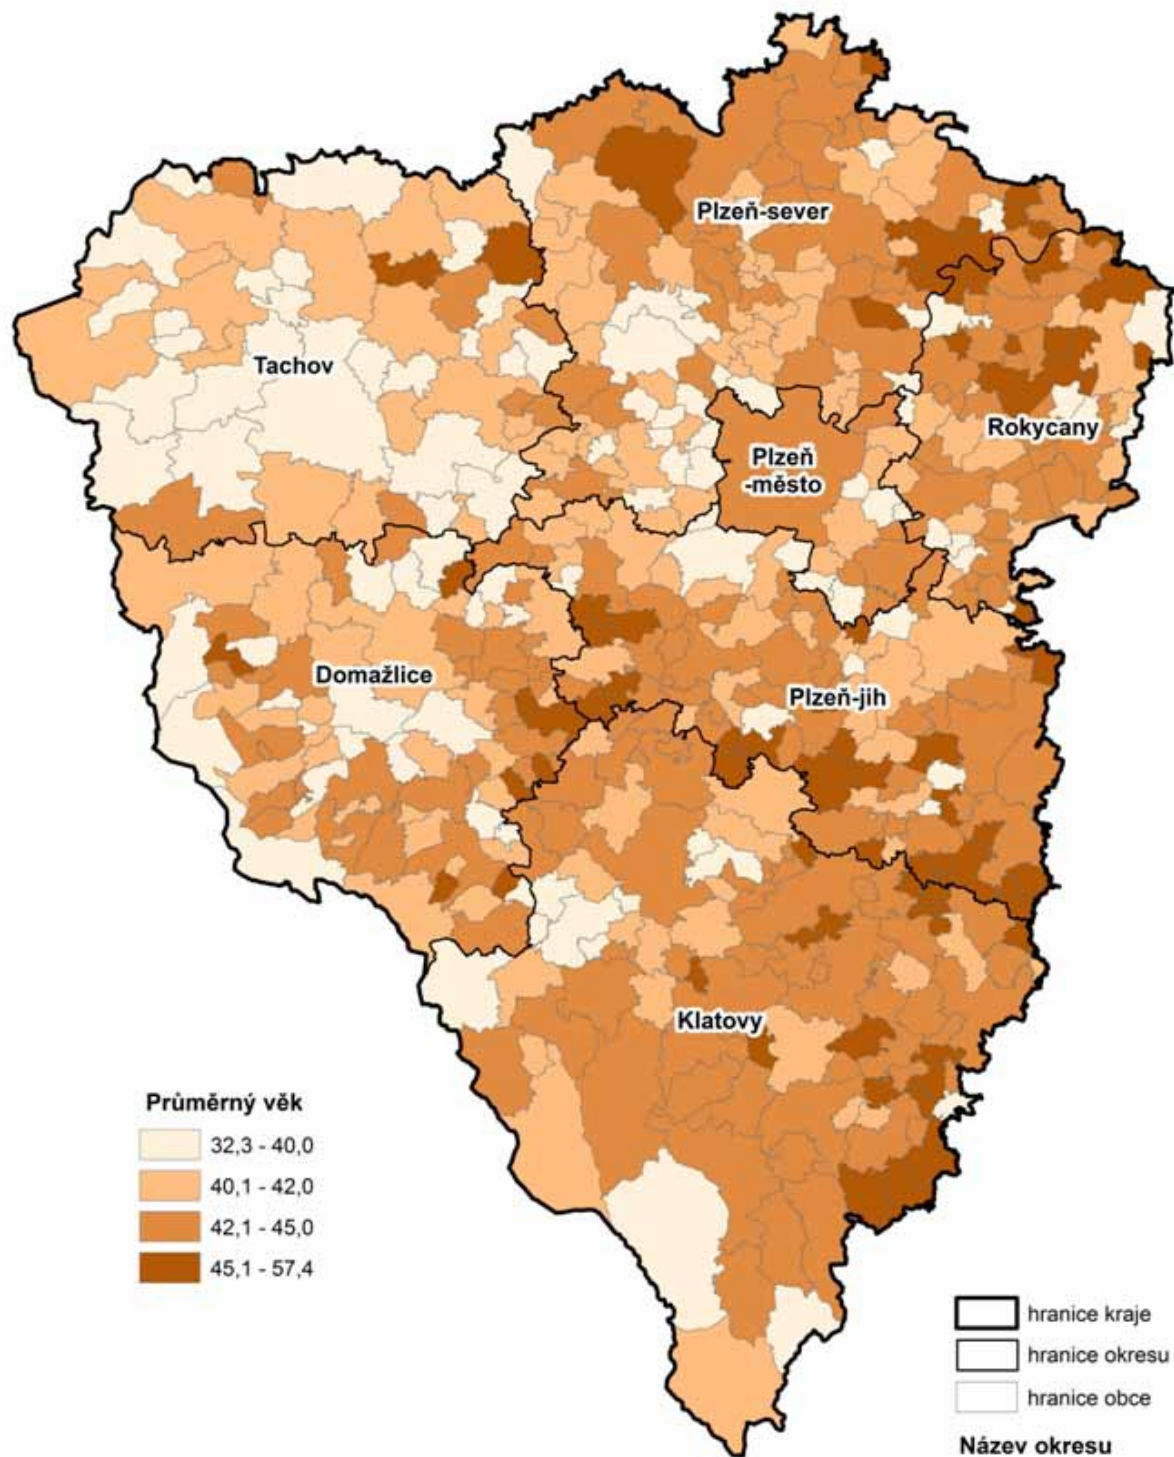 Plzeň-sever
Tachov
Rokycany
Plzeň
-město
Domažlice
Plzeň-jih
Klatovy
Průměrný věk
32,3 - 40,0
40,1 - 42,0
42,1 - 45,0
45,1 - 57,4
hranice kraje
hranice okresu
hranice obce
Název okresu